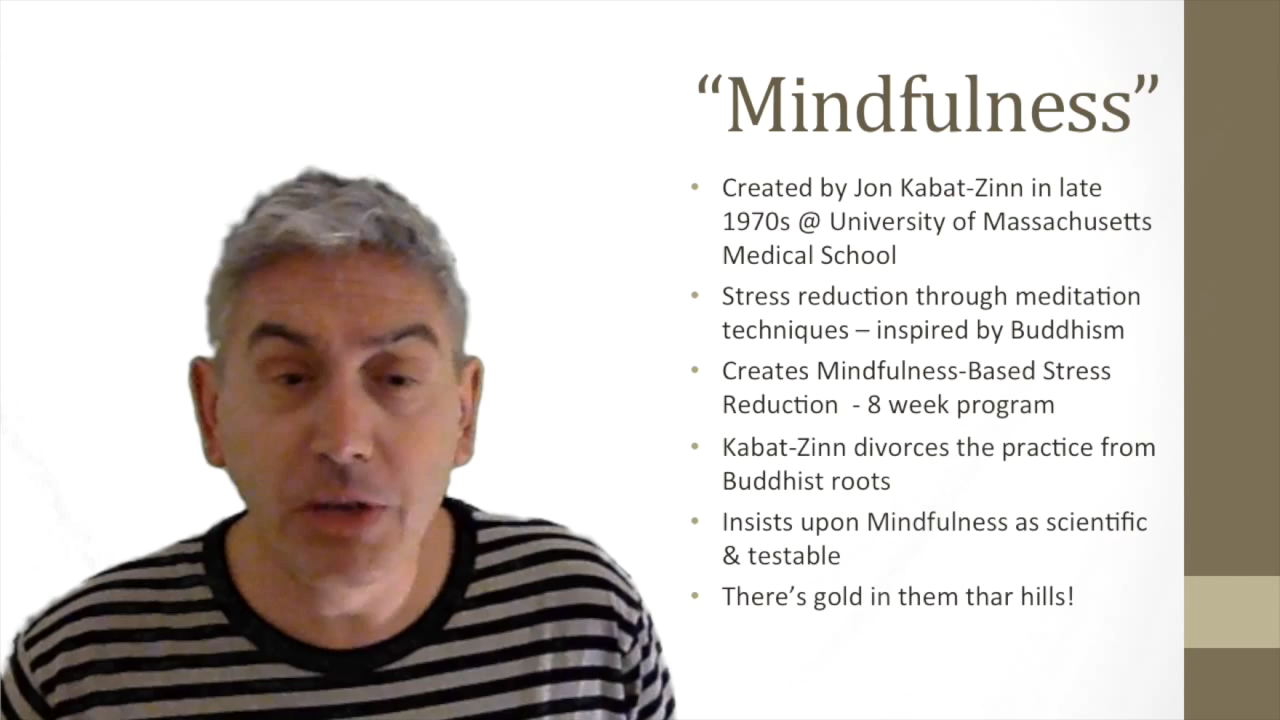 “Mindfulness”
• Created by Jon Kabat-Zinn in late
1970s @ University of Massachusetts
Medical School
• Stress reduction through meditation
techniques – inspired by Buddhism
• Creates Mindfulness-Based Stress
Reduction  - 8 week program
• Kabat-Zinn divorces the practice from
Buddhist roots
• Insists upon Mindfulness as scientific
& testable
• There’s gold in them thar hills!